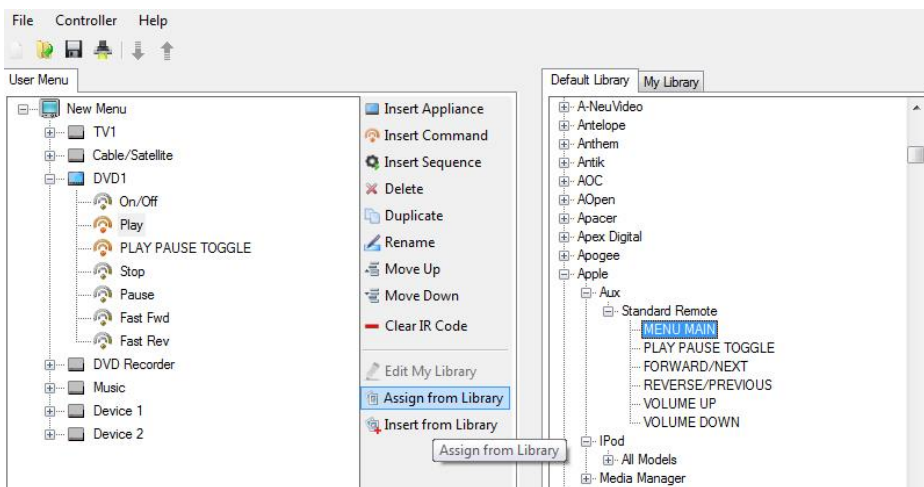 File Controller Help
User Menu
New Menu
TV1
Cable/Satellite
DVD1
On/Off
Play
PLAY PAUSE TOGGLE
Stop
Pause
Fast Fwd
Fast Rev
DVD Recorder
Music
Device 1
Device 2
Insert Appliance
Insert Command
Insert Sequence
Delete
Duplicate
Rename
Move Up
Move Down
Clear IR Code
Edit My Library
Assign from Library
Insert from Library
Assign from Library
Default Library My Library
A-NeuVideo
Antelope
Anthem
Antik
AOC
AOpen
Apacer
Apex Digital
Apogee
Apple
Aux
Standard Remote
MENU MAIN
PLAY PAUSE TOGGLE
FORWARD/NEXT
REVERSE/PREVIOUS
VOLUME UP
VOLUME DOWN
IPod
All Models
Media Manager